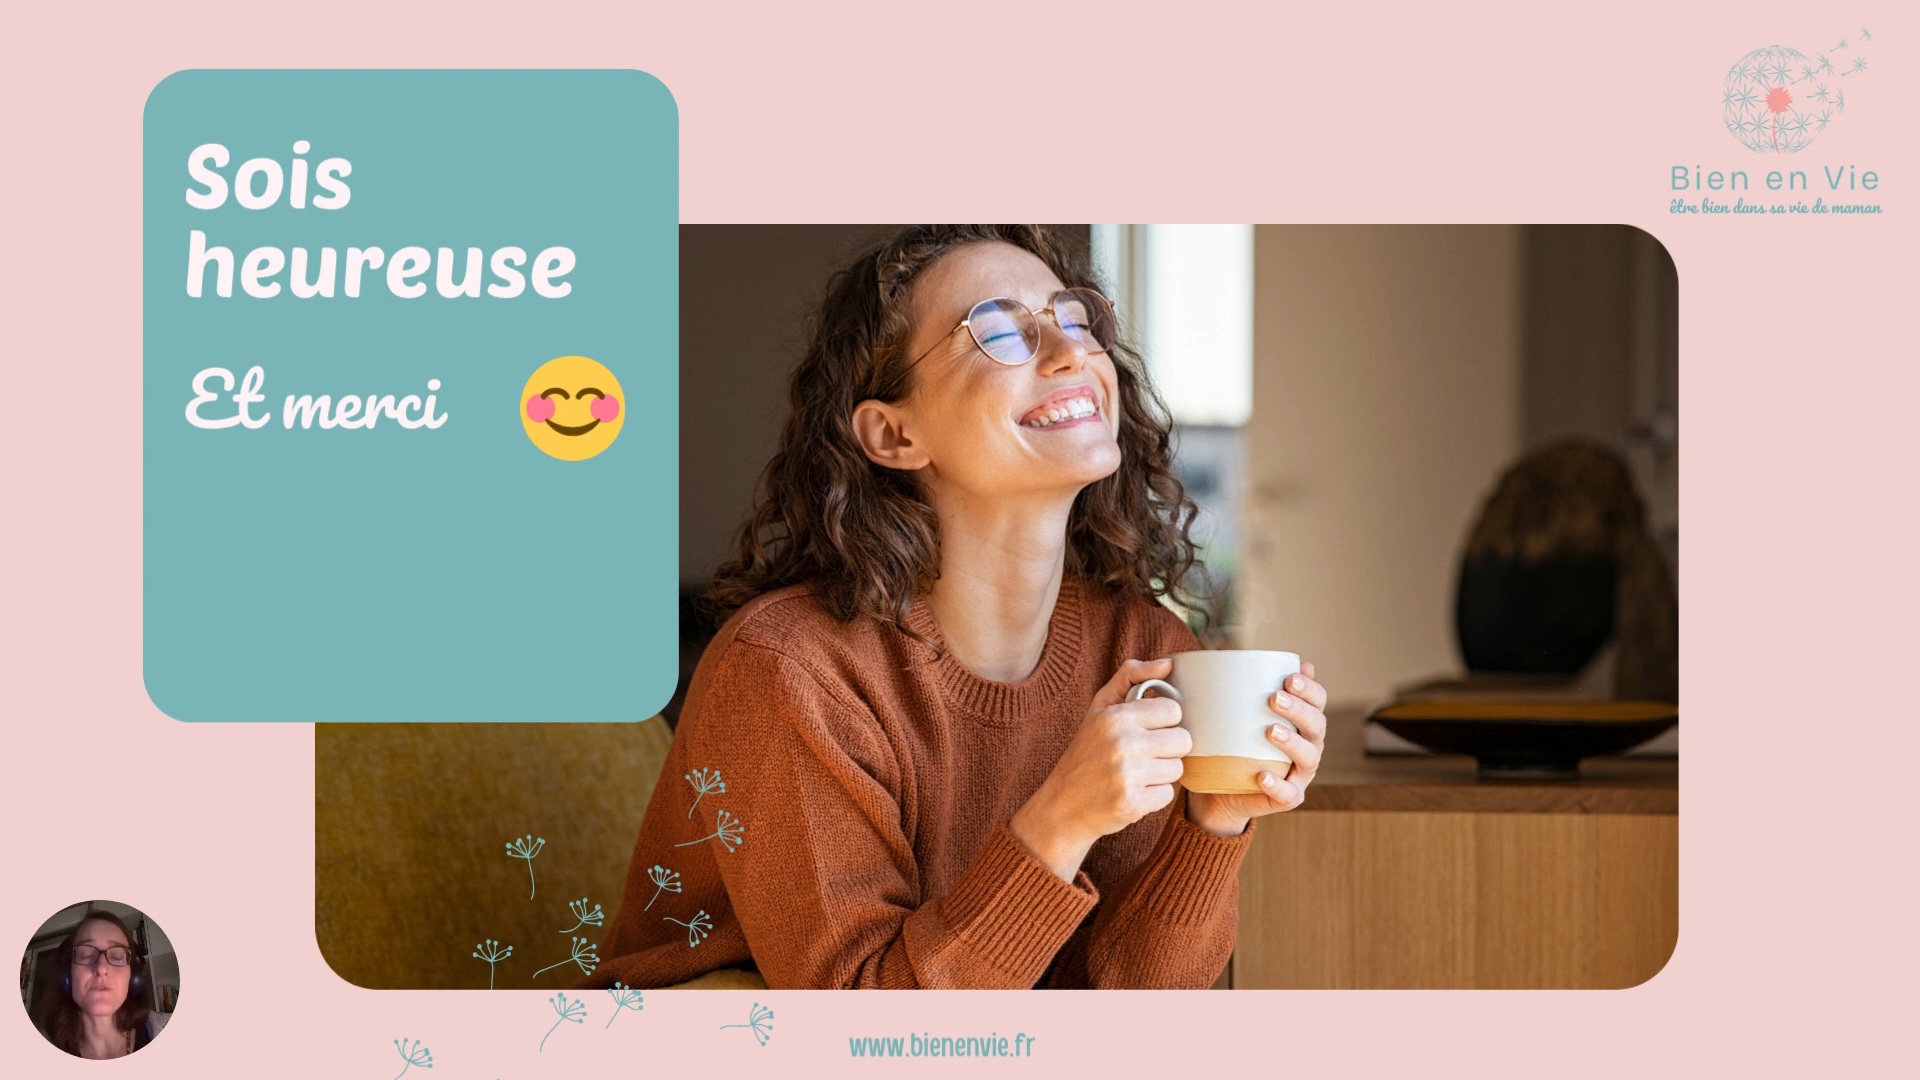 Sois
heureuse
Et merci
Bien en Vie
être bien dans sa vie de maman
www.bienenvie.fr